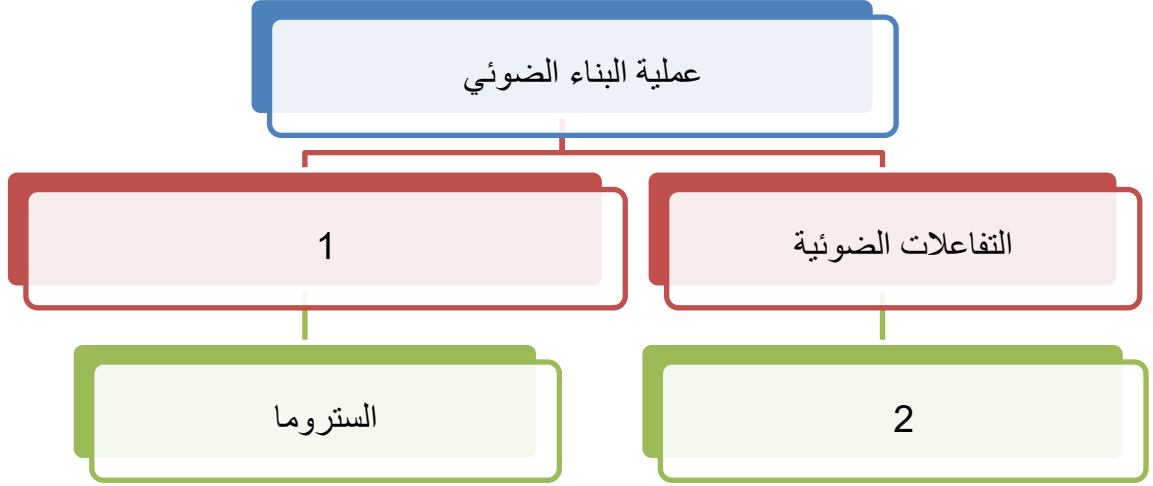 عملية البناء الضوئي
التفاعلات الضوئية
1
2
الستروما